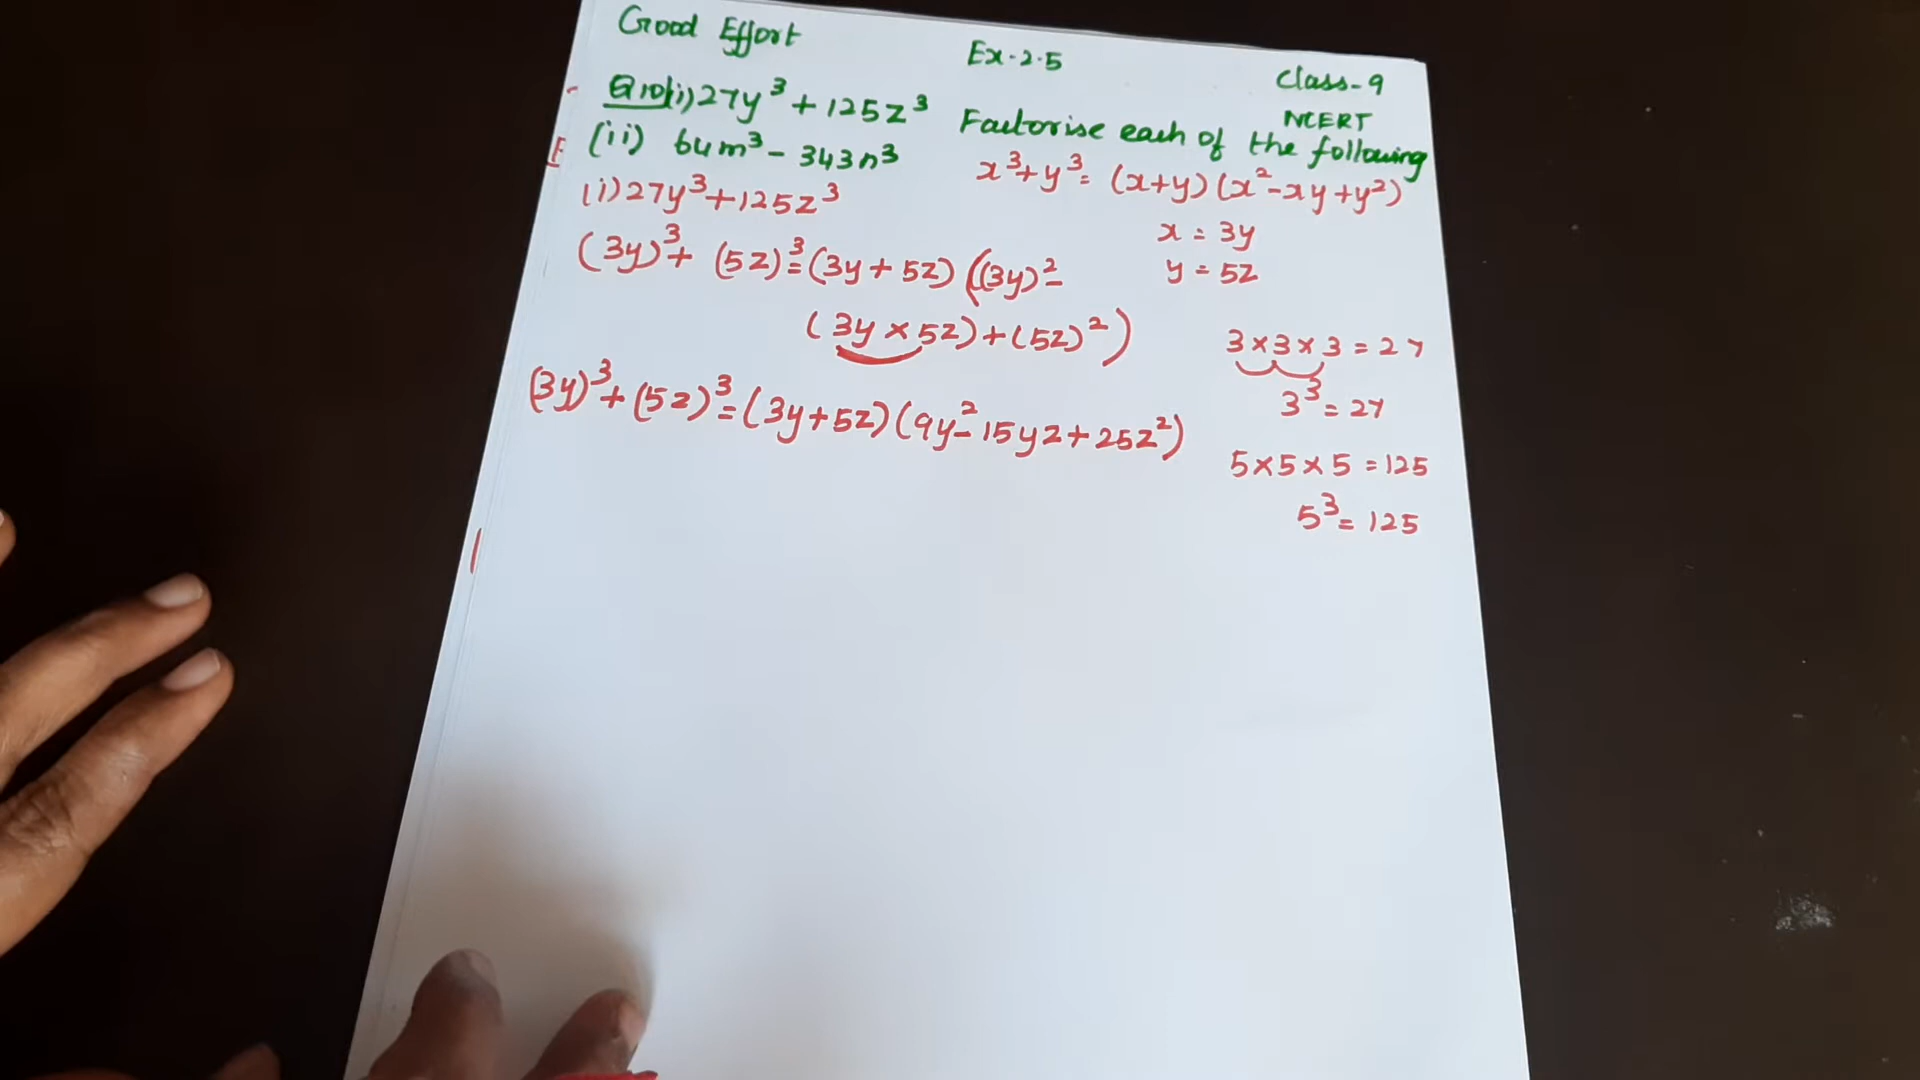 Good Effort Ex-2.5 Class-9
NCERT
Q10(i) 27y³ + 125z³ Factorise each of the following
(ii) 64m³ - 343n³
x³+y³ = (x+y)(x²-xy+y²)
(i) 27y³+125z³
x = 3y
y = 5z
(3y)³ + (5z)³ = (3y + 5z) ((3y)² -
(3y × 5z) + (5z)²)
3×3×3 = 27
3³ = 27
(3y)³ + (5z)³ = (3y+5z) (9y² - 15yz + 25z²)
5×5×5 = 125
5³ = 125